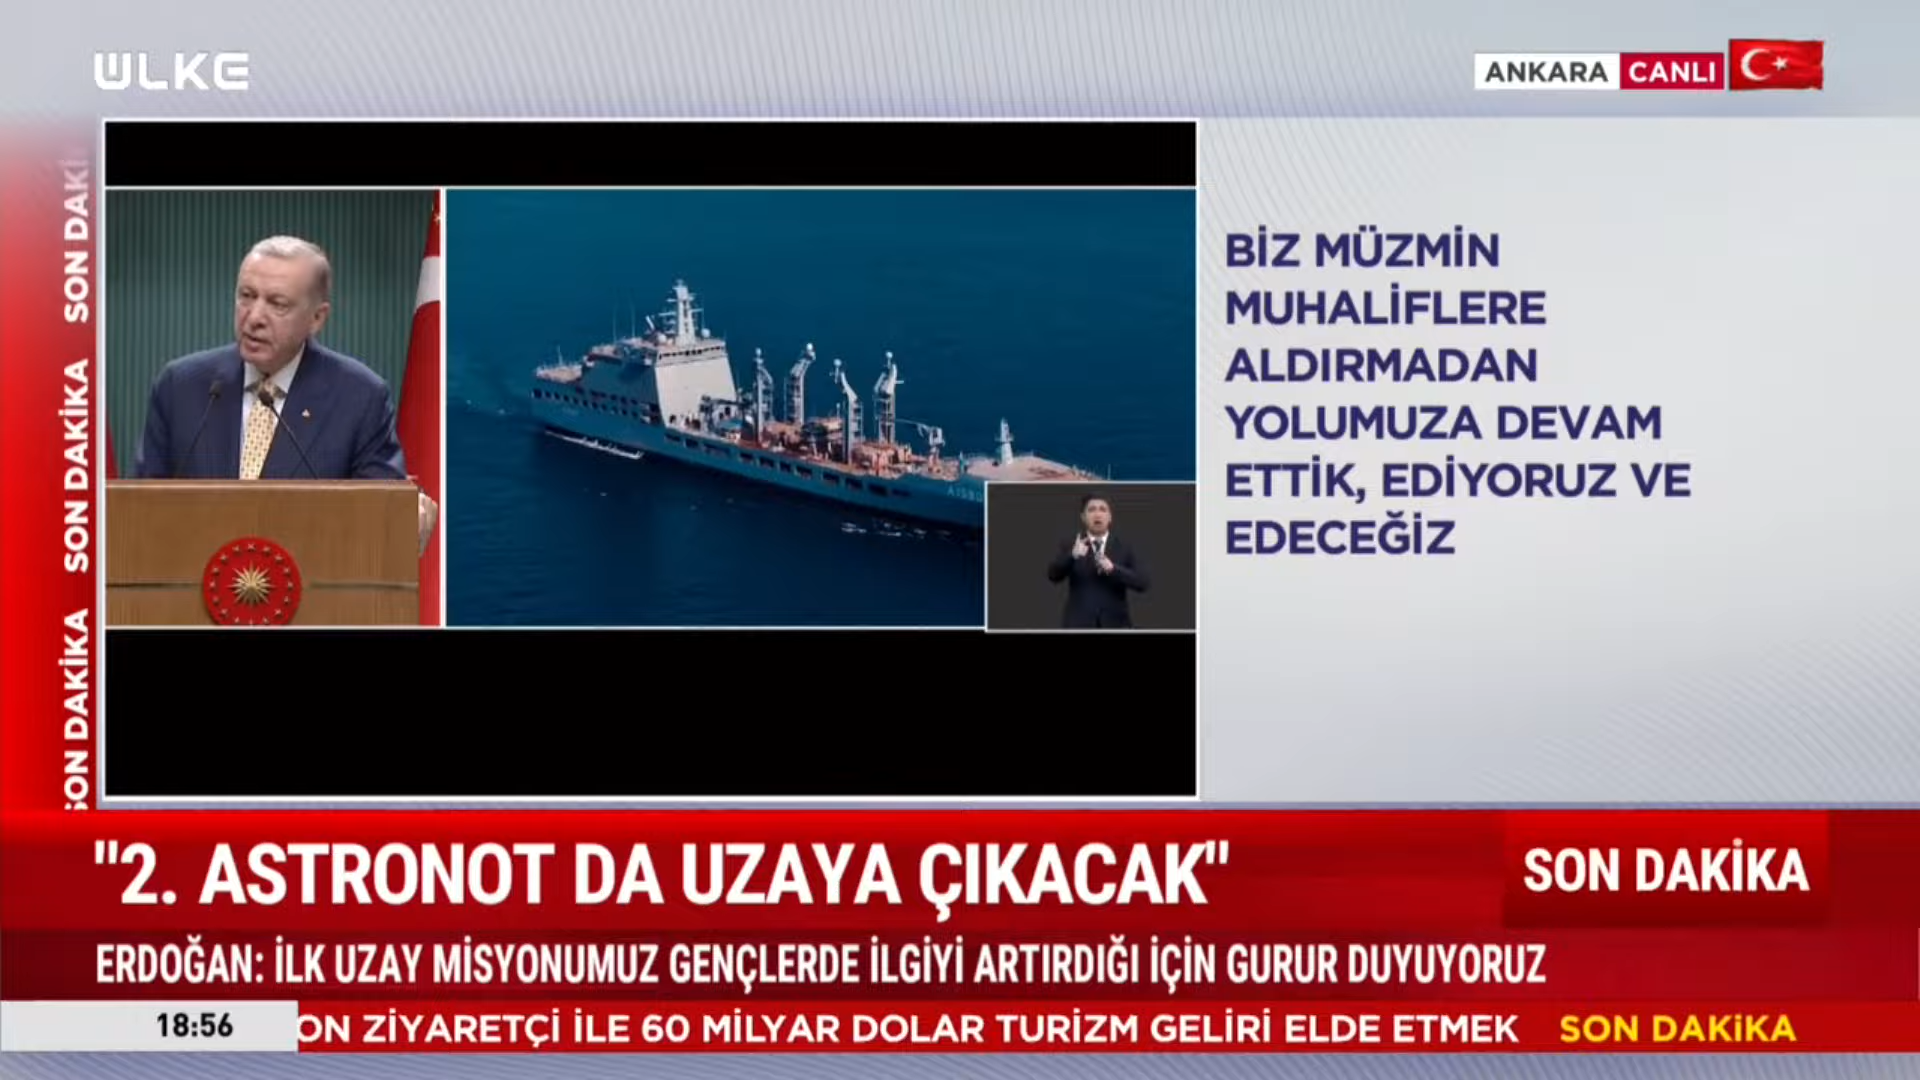 ÜLKE
ANKARA CANLI
SON DAKİ
SON DAKİKA
SON DAKİKA
BİZ MÜZMİN
MUHALİFLERE
ALDIRMADAN
YOLUMUZA DEVAM
ETTİK, EDİYORUZ VE
EDECEĞİZ
"2. ASTRONOT DA UZAYA ÇIKACAK"
SON DAKİKA
ERDOĞAN: İLK UZAY MİSYONUMUZ GENÇLERDE İLGİYİ ARTIRDIĞI İÇİN GURUR DUYUYORUZ
18:56
ON ZİYARETÇİ İLE 60 MİLYAR DOLAR TURİZM GELİRİ ELDE ETMEK SON DAKİKA